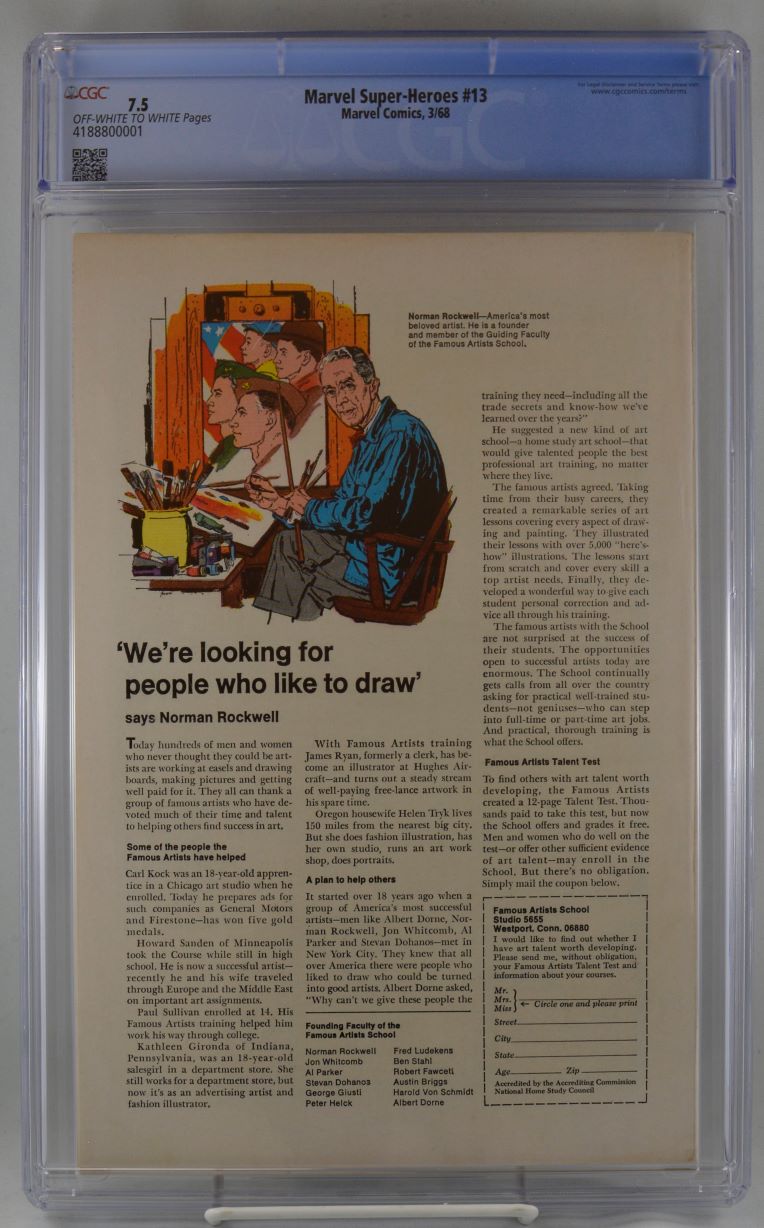 CGC
7.5
OFF-WHITE TO WHITE Pages
4188800001
Marvel Super-Heroes #13
Marvel Comics, 3/68
For Legal Disclaimer and Service Terms please visit:
www.cgccomics.com/terms
Norman Rockwell—America's most
beloved artist. He is a founder
and member of the Guiding Faculty
of the Famous Artists School.
‘We’re looking for
people who like to draw’
says Norman Rockwell
Today hundreds of men and women
who never thought they could be art-
ists are working at easels and drawing
boards, making pictures and getting
well paid for it. They all can thank a
group of famous artists who have de-
voted much of their time and talent
to helping others find success in art.
Some of the people the
Famous Artists have helped
Carl Kock was an 18-year-old appren-
tice in a Chicago art studio when he
enrolled. Today he prepares ads for
such companies as General Motors
and Firestone—has won five gold
medals.
Howard Sanden of Minneapolis
took the Course while still in high
school. He is now a successful artist—
recently he and his wife traveled
through Europe and the Middle East
on important art assignments.
Paul Sullivan enrolled at 14. His
Famous Artists training helped him
work his way through college.
Kathleen Gironda of Indiana,
Pennsylvania, was an 18-year-old
salesgirl in a department store. She
still works for a department store, but
now it's as an advertising artist and
fashion illustrator.
With Famous Artists training
James Ryan, formerly a clerk, has be-
come an illustrator at Hughes Air-
craft—and turns out a steady stream
of well-paying free-lance artwork in
his spare time.
Oregon housewife Helen Tryk lives
150 miles from the nearest big city.
But she does fashion illustration, has
her own studio, runs an art work
shop, does portraits.
A plan to help others
It started over 18 years ago when a
group of America's most successful
artists—men like Albert Dorne, Nor-
man Rockwell, Jon Whitcomb, Al
Parker and Stevan Dohanos—met in
New York City. They knew that all
over America there were people who
liked to draw who could be turned
into good artists. Albert Dorne asked,
"Why can't we give these people the
Founding Faculty of the
Famous Artists School
Norman Rockwell
Jon Whitcomb
Al Parker
Stevan Dohanos
George Giusti
Peter Helck
Fred Ludekens
Ben Stahl
Robert Fawcett
Austin Briggs
Harold Von Schmidt
Albert Dorne
training they need—including all the
trade secrets and know-how we've
learned over the years?"
He suggested a new kind of art
school—a home study art school—that
would give talented people the best
professional art training, no matter
where they live.
The famous artists agreed. Taking
time from their busy careers, they
created a remarkable series of art
lessons covering every aspect of draw-
ing and painting. They illustrated
their lessons with over 5,000 "here's-
how" illustrations. The lessons start
from scratch and cover every skill a
top artist needs. Finally, they de-
veloped a wonderful way to give each
student personal correction and ad-
vice all through his training.
The famous artists with the School
are not surprised at the success of
their students. The opportunities
open to successful artists today are
enormous. The School continually
gets calls from all over the country
asking for practical well-trained stu-
dents—not geniuses—who can step
into full-time or part-time art jobs.
And practical, thorough training is
what the School offers.
Famous Artists Talent Test
To find others with art talent worth
developing, the Famous Artists
created a 12-page Talent Test. Thou-
sands paid to take this test, but now
the School offers and grades it free.
Men and women who do well on the
test—or offer other sufficient evidence
of art talent—may enroll in the
School. But there's no obligation.
Simply mail the coupon below.
Famous Artists School
Studio 5655
Westport, Conn. 06880
I would like to find out whether I
have art talent worth developing.
Please send me, without obligation,
your Famous Artists Talent Test and
information about your courses.
Mr.
Mrs. ← Circle one and please print
Miss
Street
City
State
Age Zip
Accredited by the Accrediting Commission
National Home Study Council